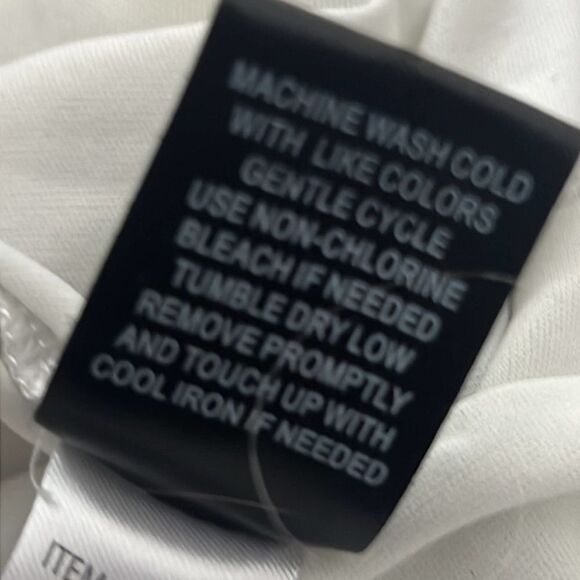 MACHINE WASH COLD
WITH LIKE COLORS
GENTLE CYCLE
USE NON-CHLORINE
BLEACH IF NEEDED
TUMBLE DRY LOW
REMOVE PROMPTLY
AND TOUCH UP WITH
COOL IRON IF NEEDED
ITEM